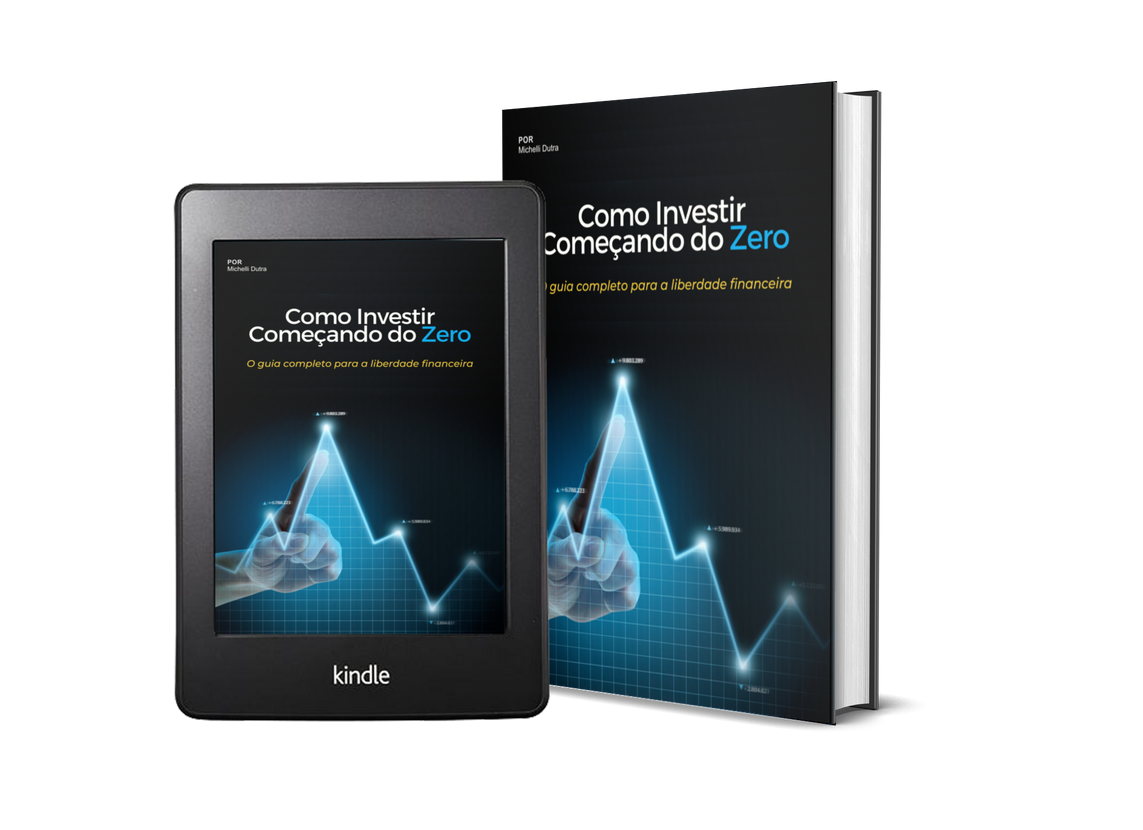 POR
Michelli Dutra
Como Investir
Começando do Zero
O guia completo para a liberdade financeira
kindle
POR
Michelli Dutra
Como Investir
Começando do Zero
guia completo para a liberdade financeira